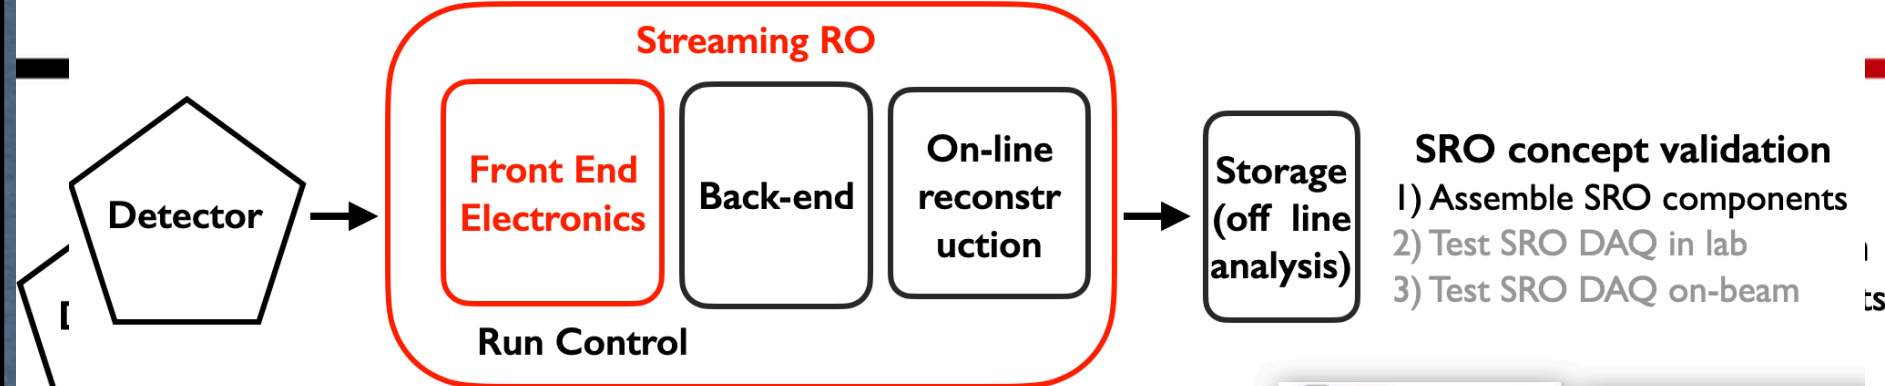 Streaming RO
Detector
Front End
Electronics
Back-end
On-line
reconstr
uction
Run Control
Storage
(off line
analysis)
SRO concept validation
1) Assemble SRO components
2) Test SRO DAQ in lab
3) Test SRO DAQ on-beam